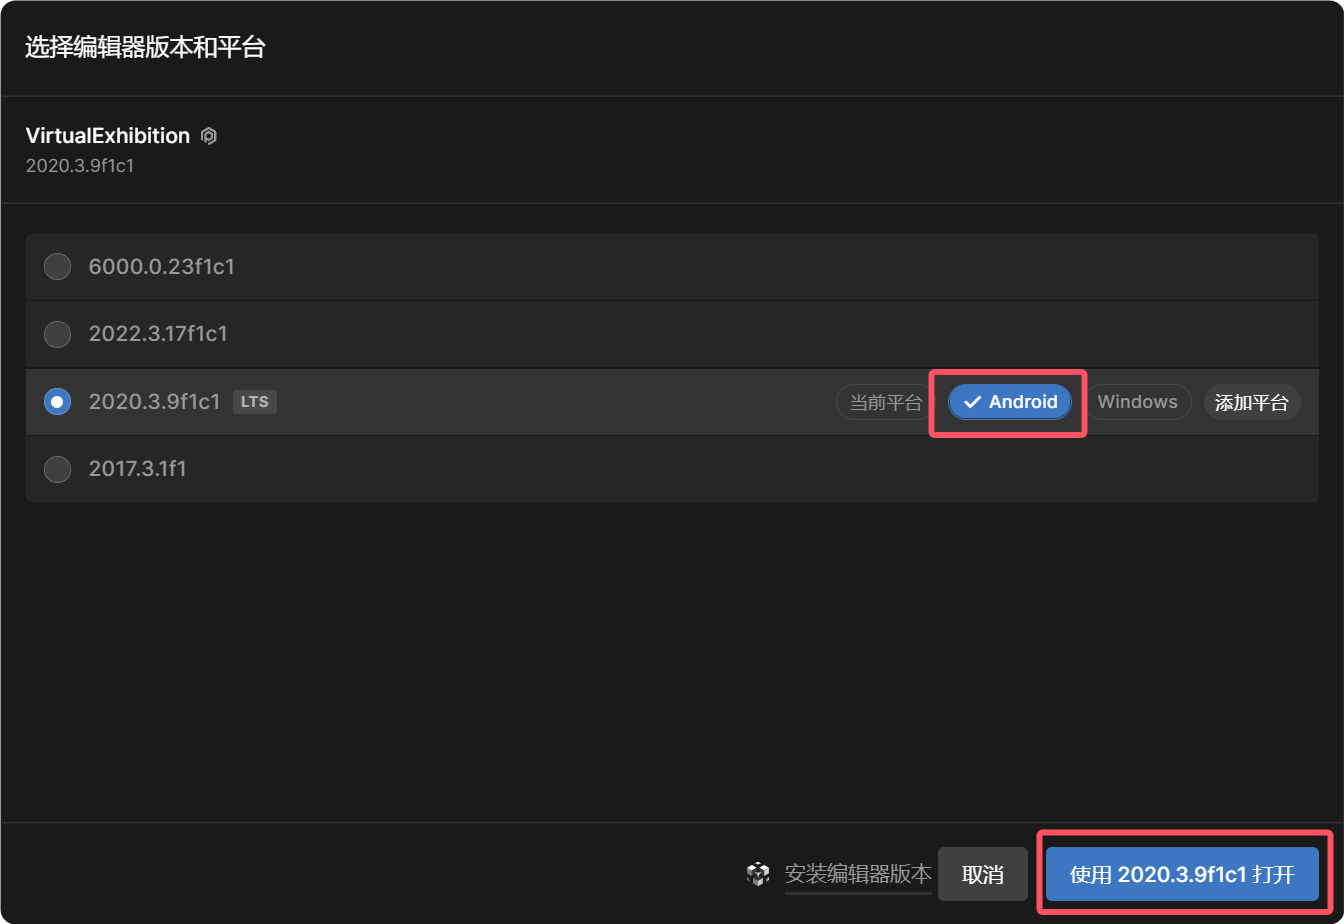 选择编辑器版本和平台
VirtualExhibition
2020.3.9f1c1
6000.0.23f1c1
2022.3.17f1c1
2020.3.9f1c1 LTS 当前平台 Android Windows 添加平台
2017.3.1f1
安装编辑器版本 取消 使用 2020.3.9f1c1 打开